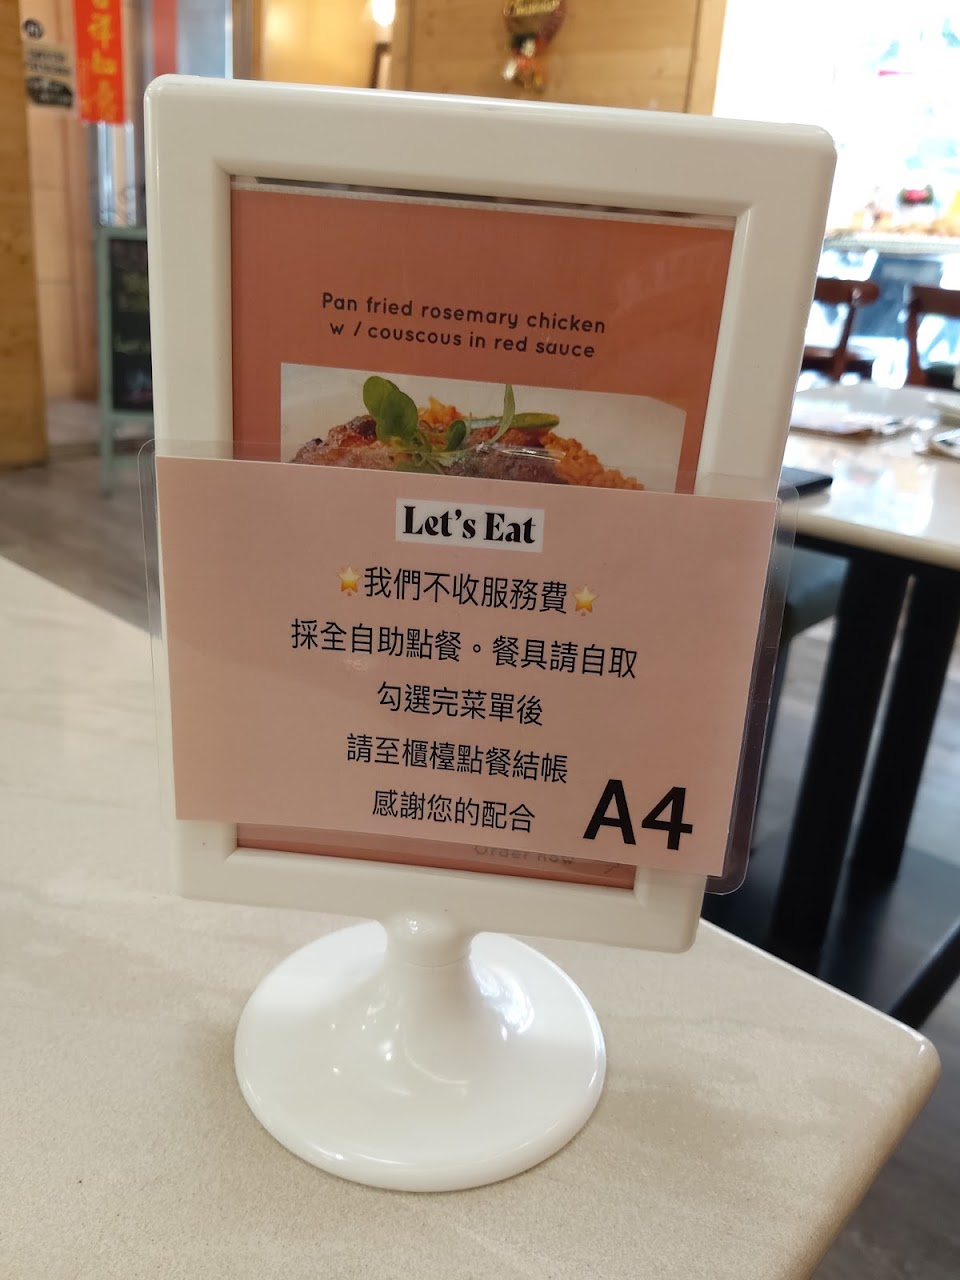 Pan fried rosemary chicken
w / couscous in red sauce
Let's Eat
我們不收服務費
採全自助點餐。餐具請自取
勾選完菜單後
請至櫃檯點餐結帳
感謝您的配合
A4
Order now